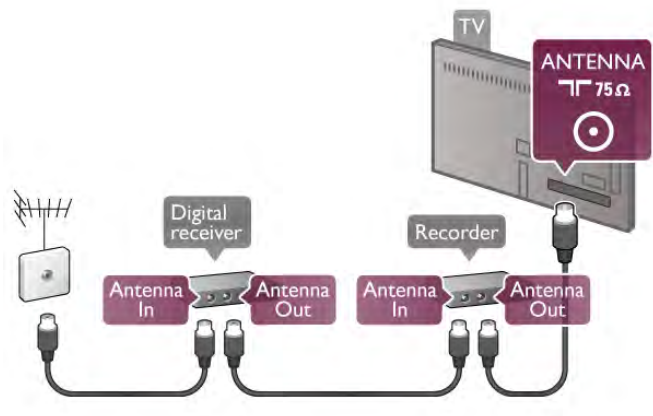 TV
ANTENNA
75Ω
Digital
receiver
Recorder
Antenna
In
Antenna
Out
Antenna
In
Antenna
Out